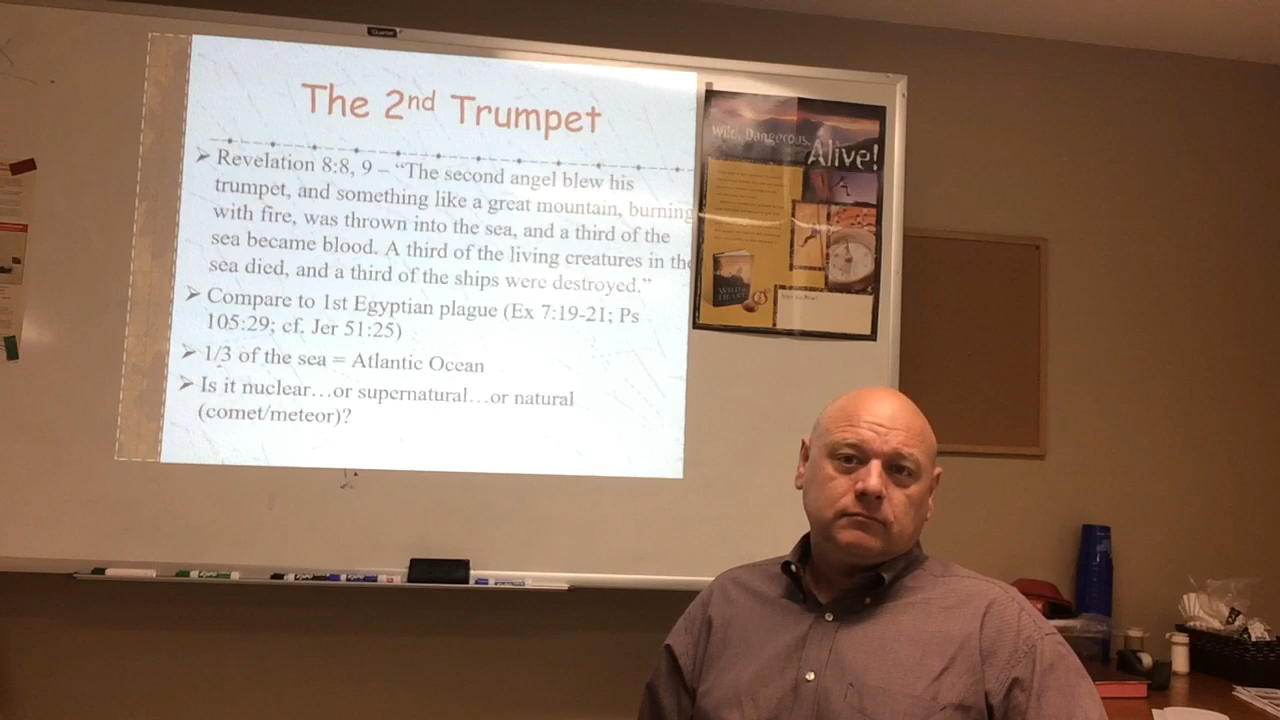 The 2nd Trumpet
➢ Revelation 8:8, 9 – “The second angel blew his
trumpet, and something like a great mountain, burning
with fire, was thrown into the sea, and a third of the
sea became blood. A third of the living creatures in the
sea died, and a third of the ships were destroyed.”
➢ Compare to 1st Egyptian plague (Ex 7:19-21; Ps
105:29; cf. Jer 51:25)
➢ 1/3 of the sea = Atlantic Ocean
➢ Is it nuclear…or supernatural…or natural
(comet/meteor)?
Wild, Dangerous,
Alive!
WILD at
HEART